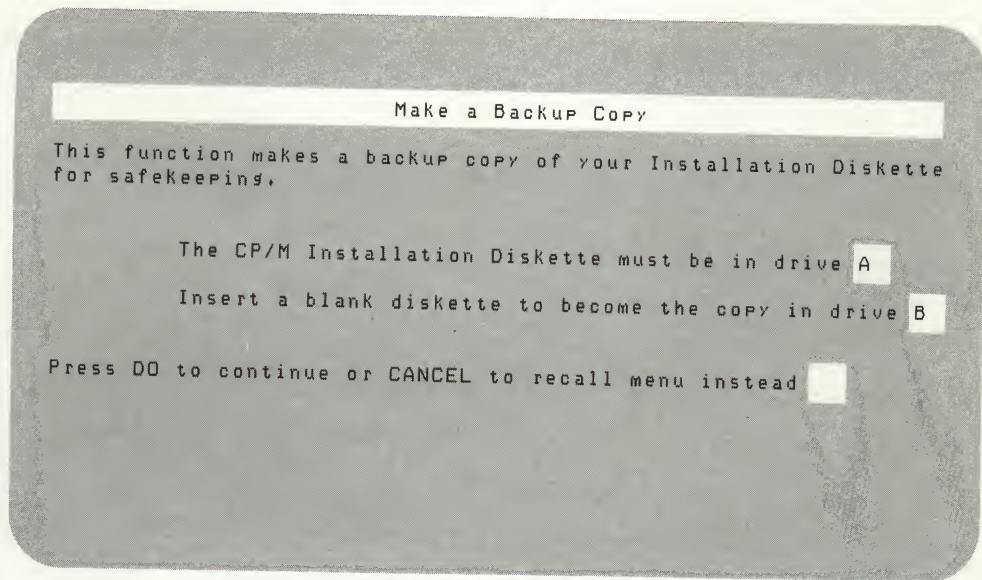 Make a Backup Copy
This function makes a backup copy of your Installation Diskette
for safekeeping.
The CP/M Installation Diskette must be in drive A
Insert a blank diskette to become the copy in drive B
Press DO to continue or CANCEL to recall menu instead